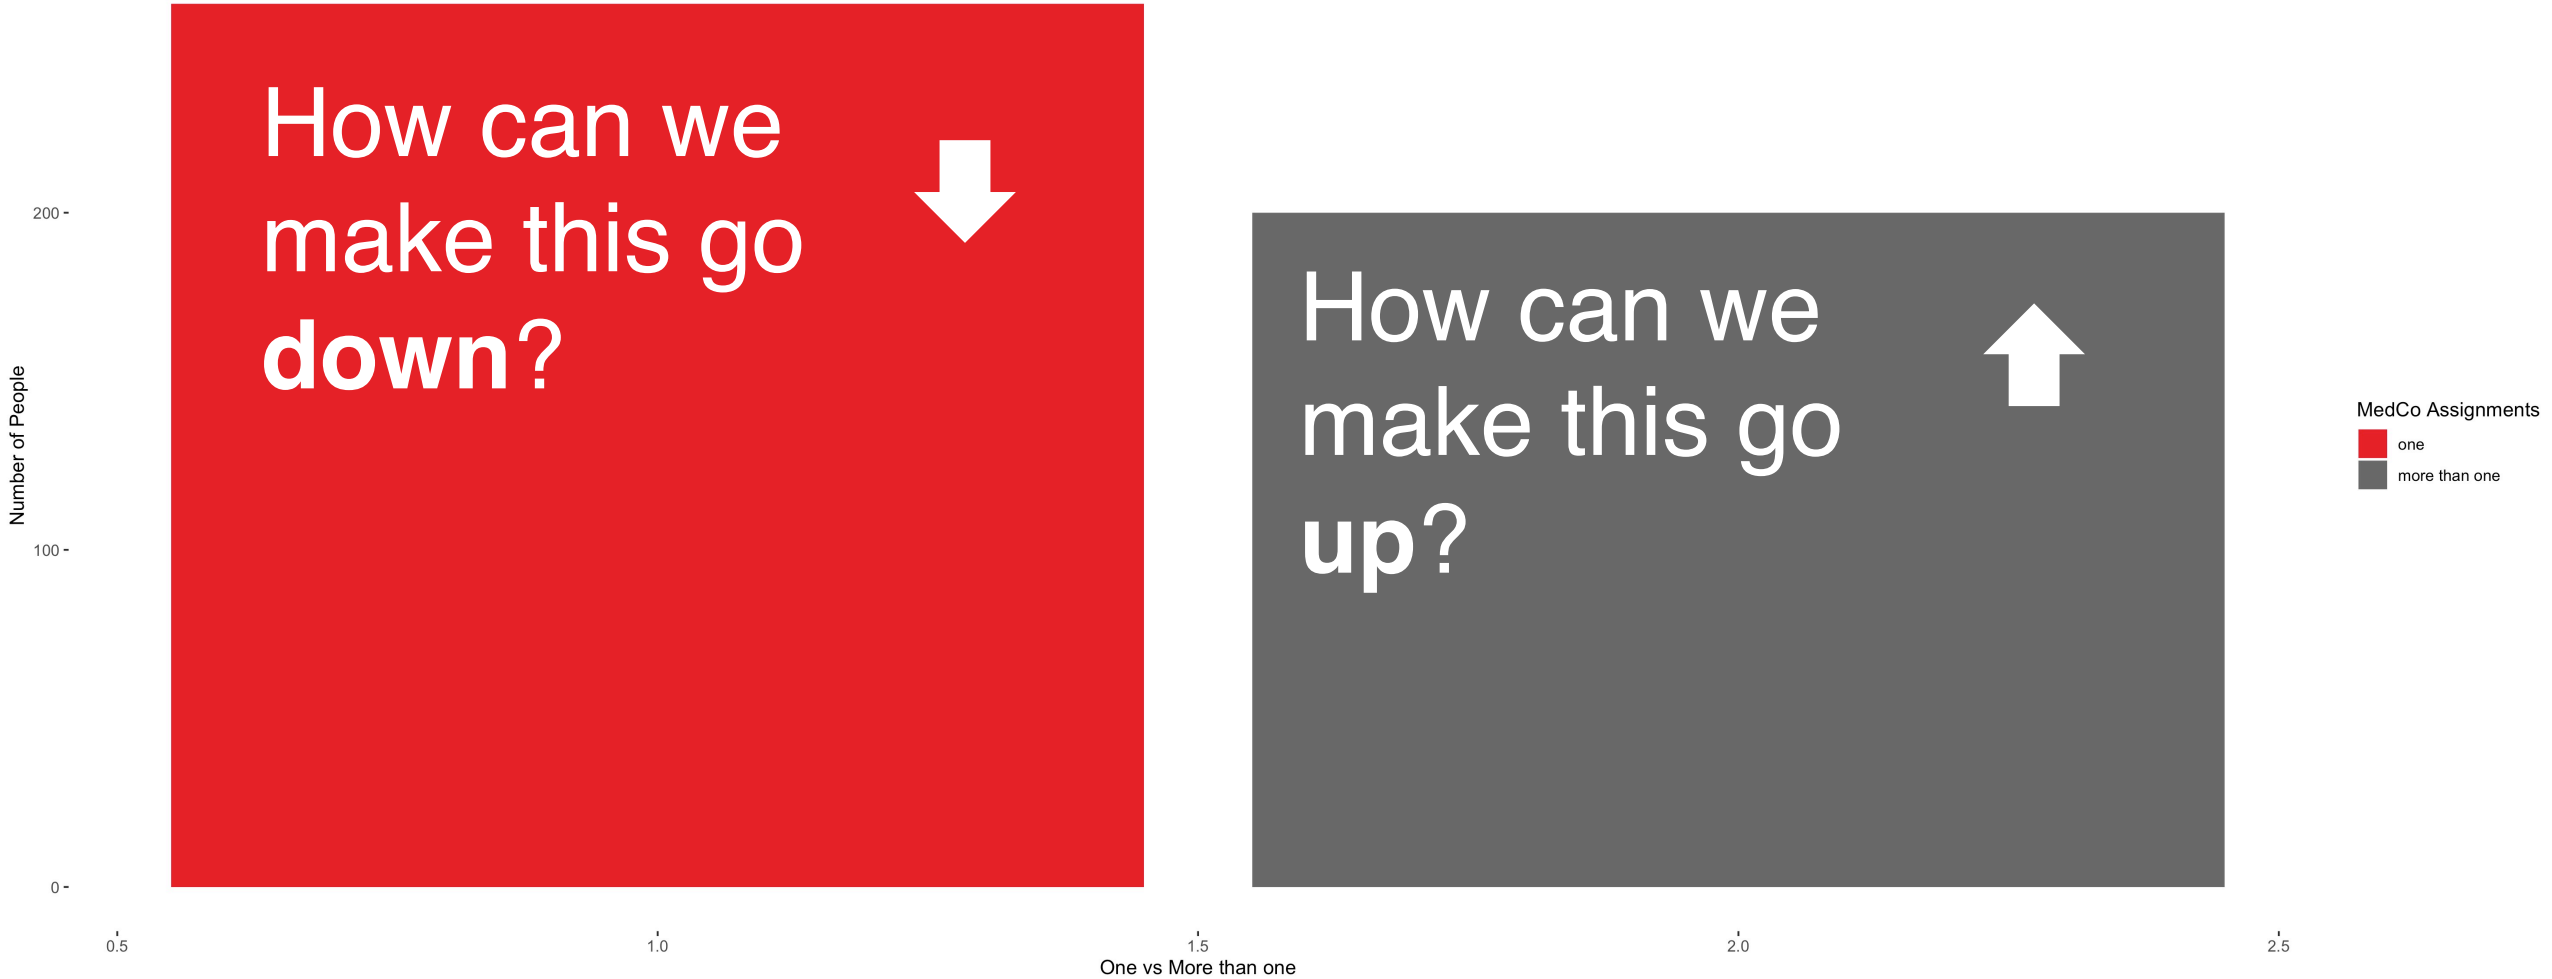 How can we
make this go
down?
How can we
make this go
up?
200
100
0
Number of People
0.5
1.0
1.5
2.0
2.5
One vs More than one
MedCo Assignments
one
more than one